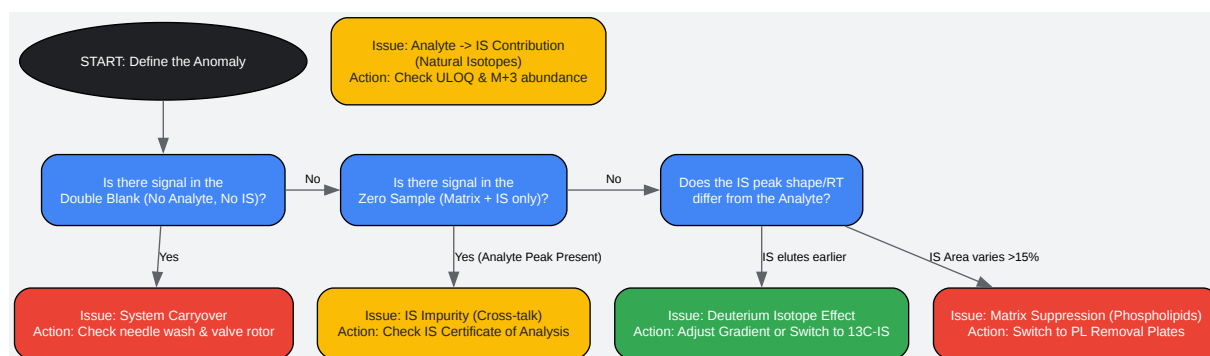 START: Define the Anomaly
Issue: Analyte -> IS Contribution
(Natural Isotopes)
Action: Check ULOQ & M+3 abundance
Is there signal in the
Double Blank (No Analyte, No IS)?
No
Is there signal in the
Zero Sample (Matrix + IS only)?
No
Does the IS peak shape/RT
differ from the Analyte?
Yes
Yes (Analyte Peak Present)
IS elutes earlier
IS Area varies >15%
Issue: System Carryover
Action: Check needle wash & valve rotor
Issue: IS Impurity (Cross-talk)
Action: Check IS Certificate of Analysis
Issue: Deuterium Isotope Effect
Action: Adjust Gradient or Switch to 13C-IS
Issue: Matrix Suppression (Phospholipids)
Action: Switch to PL Removal Plates